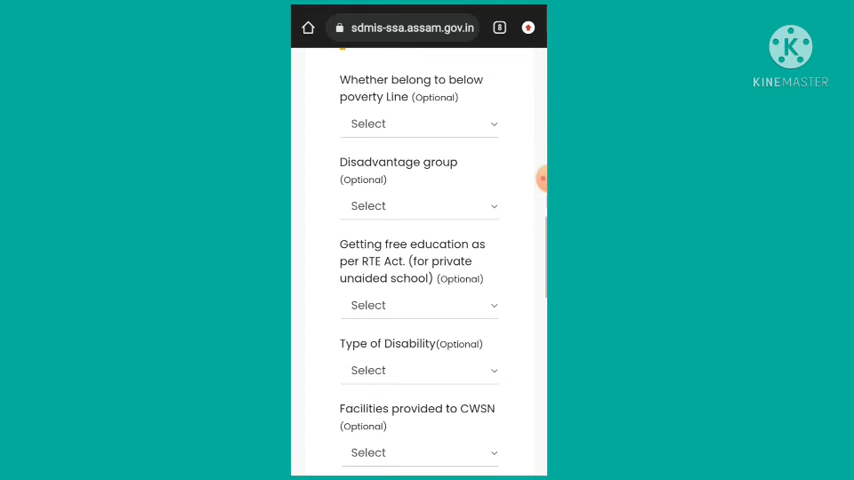 sdmis-ssa.assam.gov.in
8
K
KINEMASTER
Whether belong to below
poverty Line (Optional)
Select
Disadvantage group
(Optional)
Select
Getting free education as
per RTE Act. (for private
unaided school) (Optional)
Select
Type of Disability(Optional)
Select
Facilities provided to CWSN
(Optional)
Select